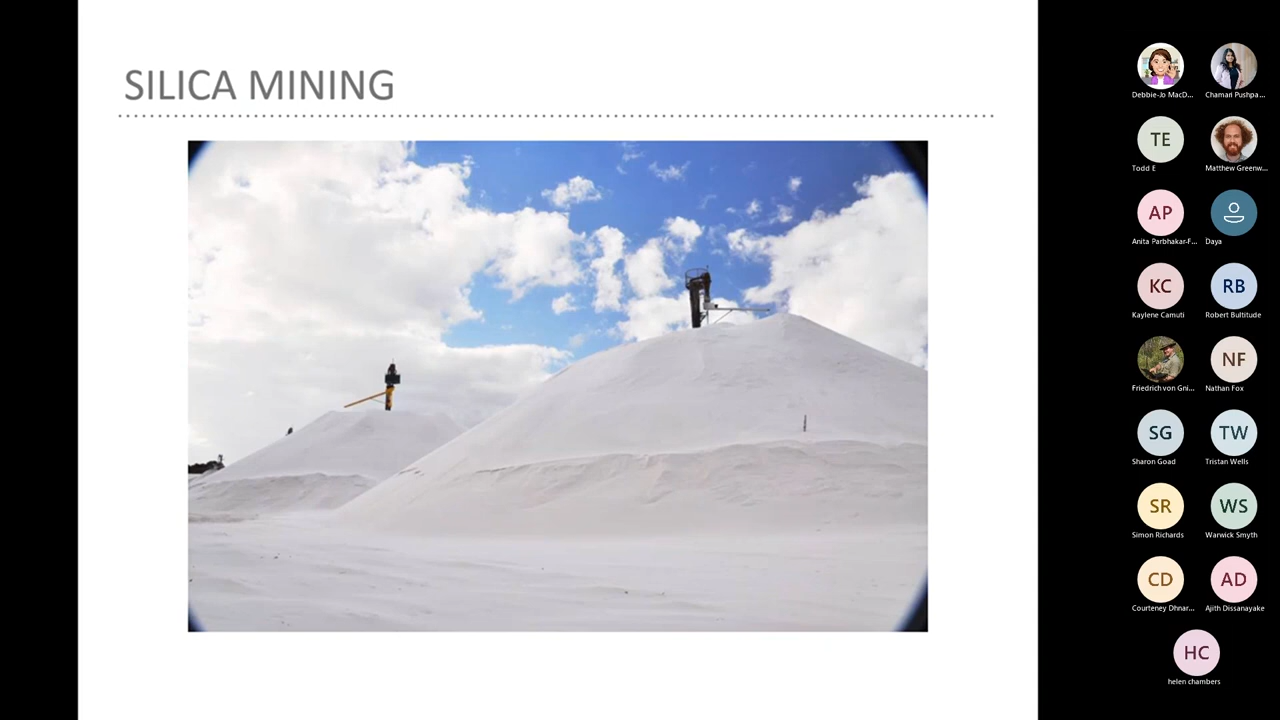 SILICA MINING
Debbie-Jo MacD...
Chamari Pushpa...
TE
Todd E
Matthew Greenw...
AP
Anita Parbhakar-F...
Daya
KC
Kaylene Camuti
RB
Robert Bultitude
Friedrich von Gni...
NF
Nathan Fox
SG
Sharon Goad
TW
Tristan Wells
SR
Simon Richards
WS
Warwick Smyth
CD
Courteney Dhnar...
AD
Ajith Dissanayake
HC
helen chambers